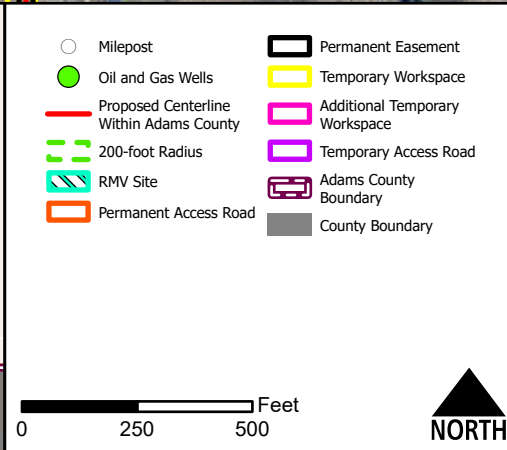 Milepost
Oil and Gas Wells
Proposed Centerline
Within Adams County
200-foot Radius
RMV Site
Permanent Access Road
Permanent Easement
Temporary Workspace
Additional Temporary
Workspace
Temporary Access Road
Adams County
Boundary
County Boundary
Feet
0 250 500
NORTH